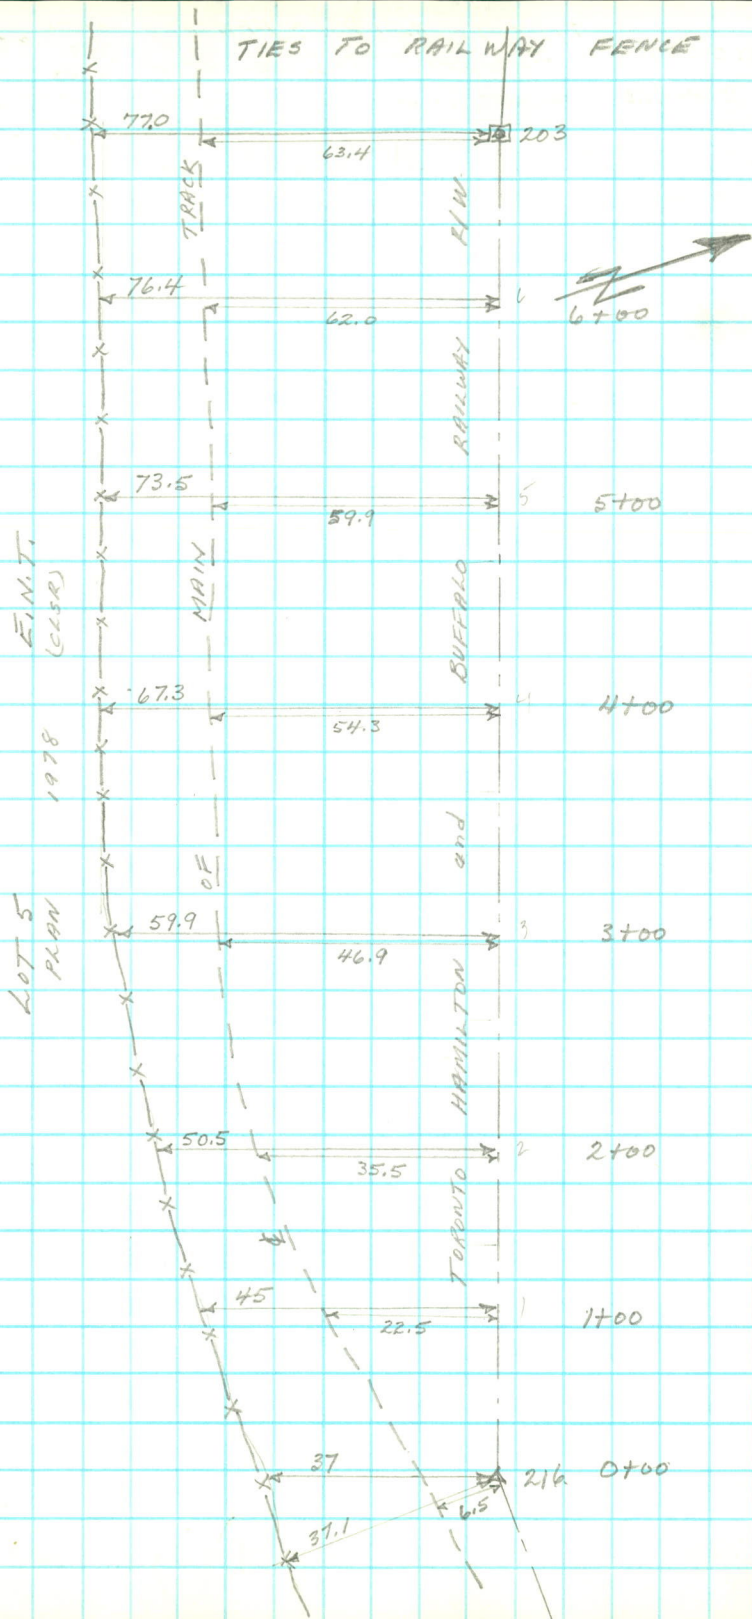 TIES TO RAILWAY FENCE
77.0
63.4
203
TRACK
R/W
76.4
62.0
6+00
RAILWAY
73.5
59.9
5
5+00
MAIN
E.N.T.
(CLSR)
BUFFALO
67.3
54.3
4
4+00
1978
and
OF
LOT 5
PLAN
59.9
46.9
3
3+00
HAMILTON
50.5
35.5
2
2+00
TORONTO
℄
45
22.5
1
1+00
37
216
0+00
6.5
37.1